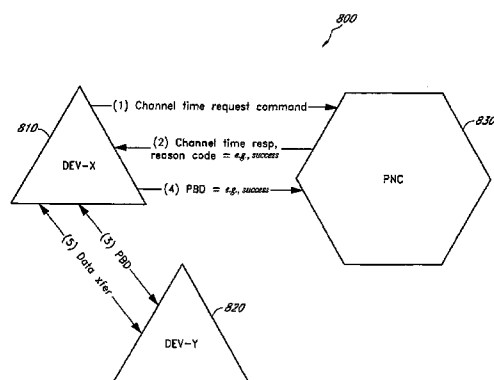 800
810
(1) Channel time request command
830
(2) Channel time resp,
reason code = e.g., success
DEV-X
PNC
(4) PBD = e.g., success
(3) PBD
(5) Data xfer
820
DEV-Y